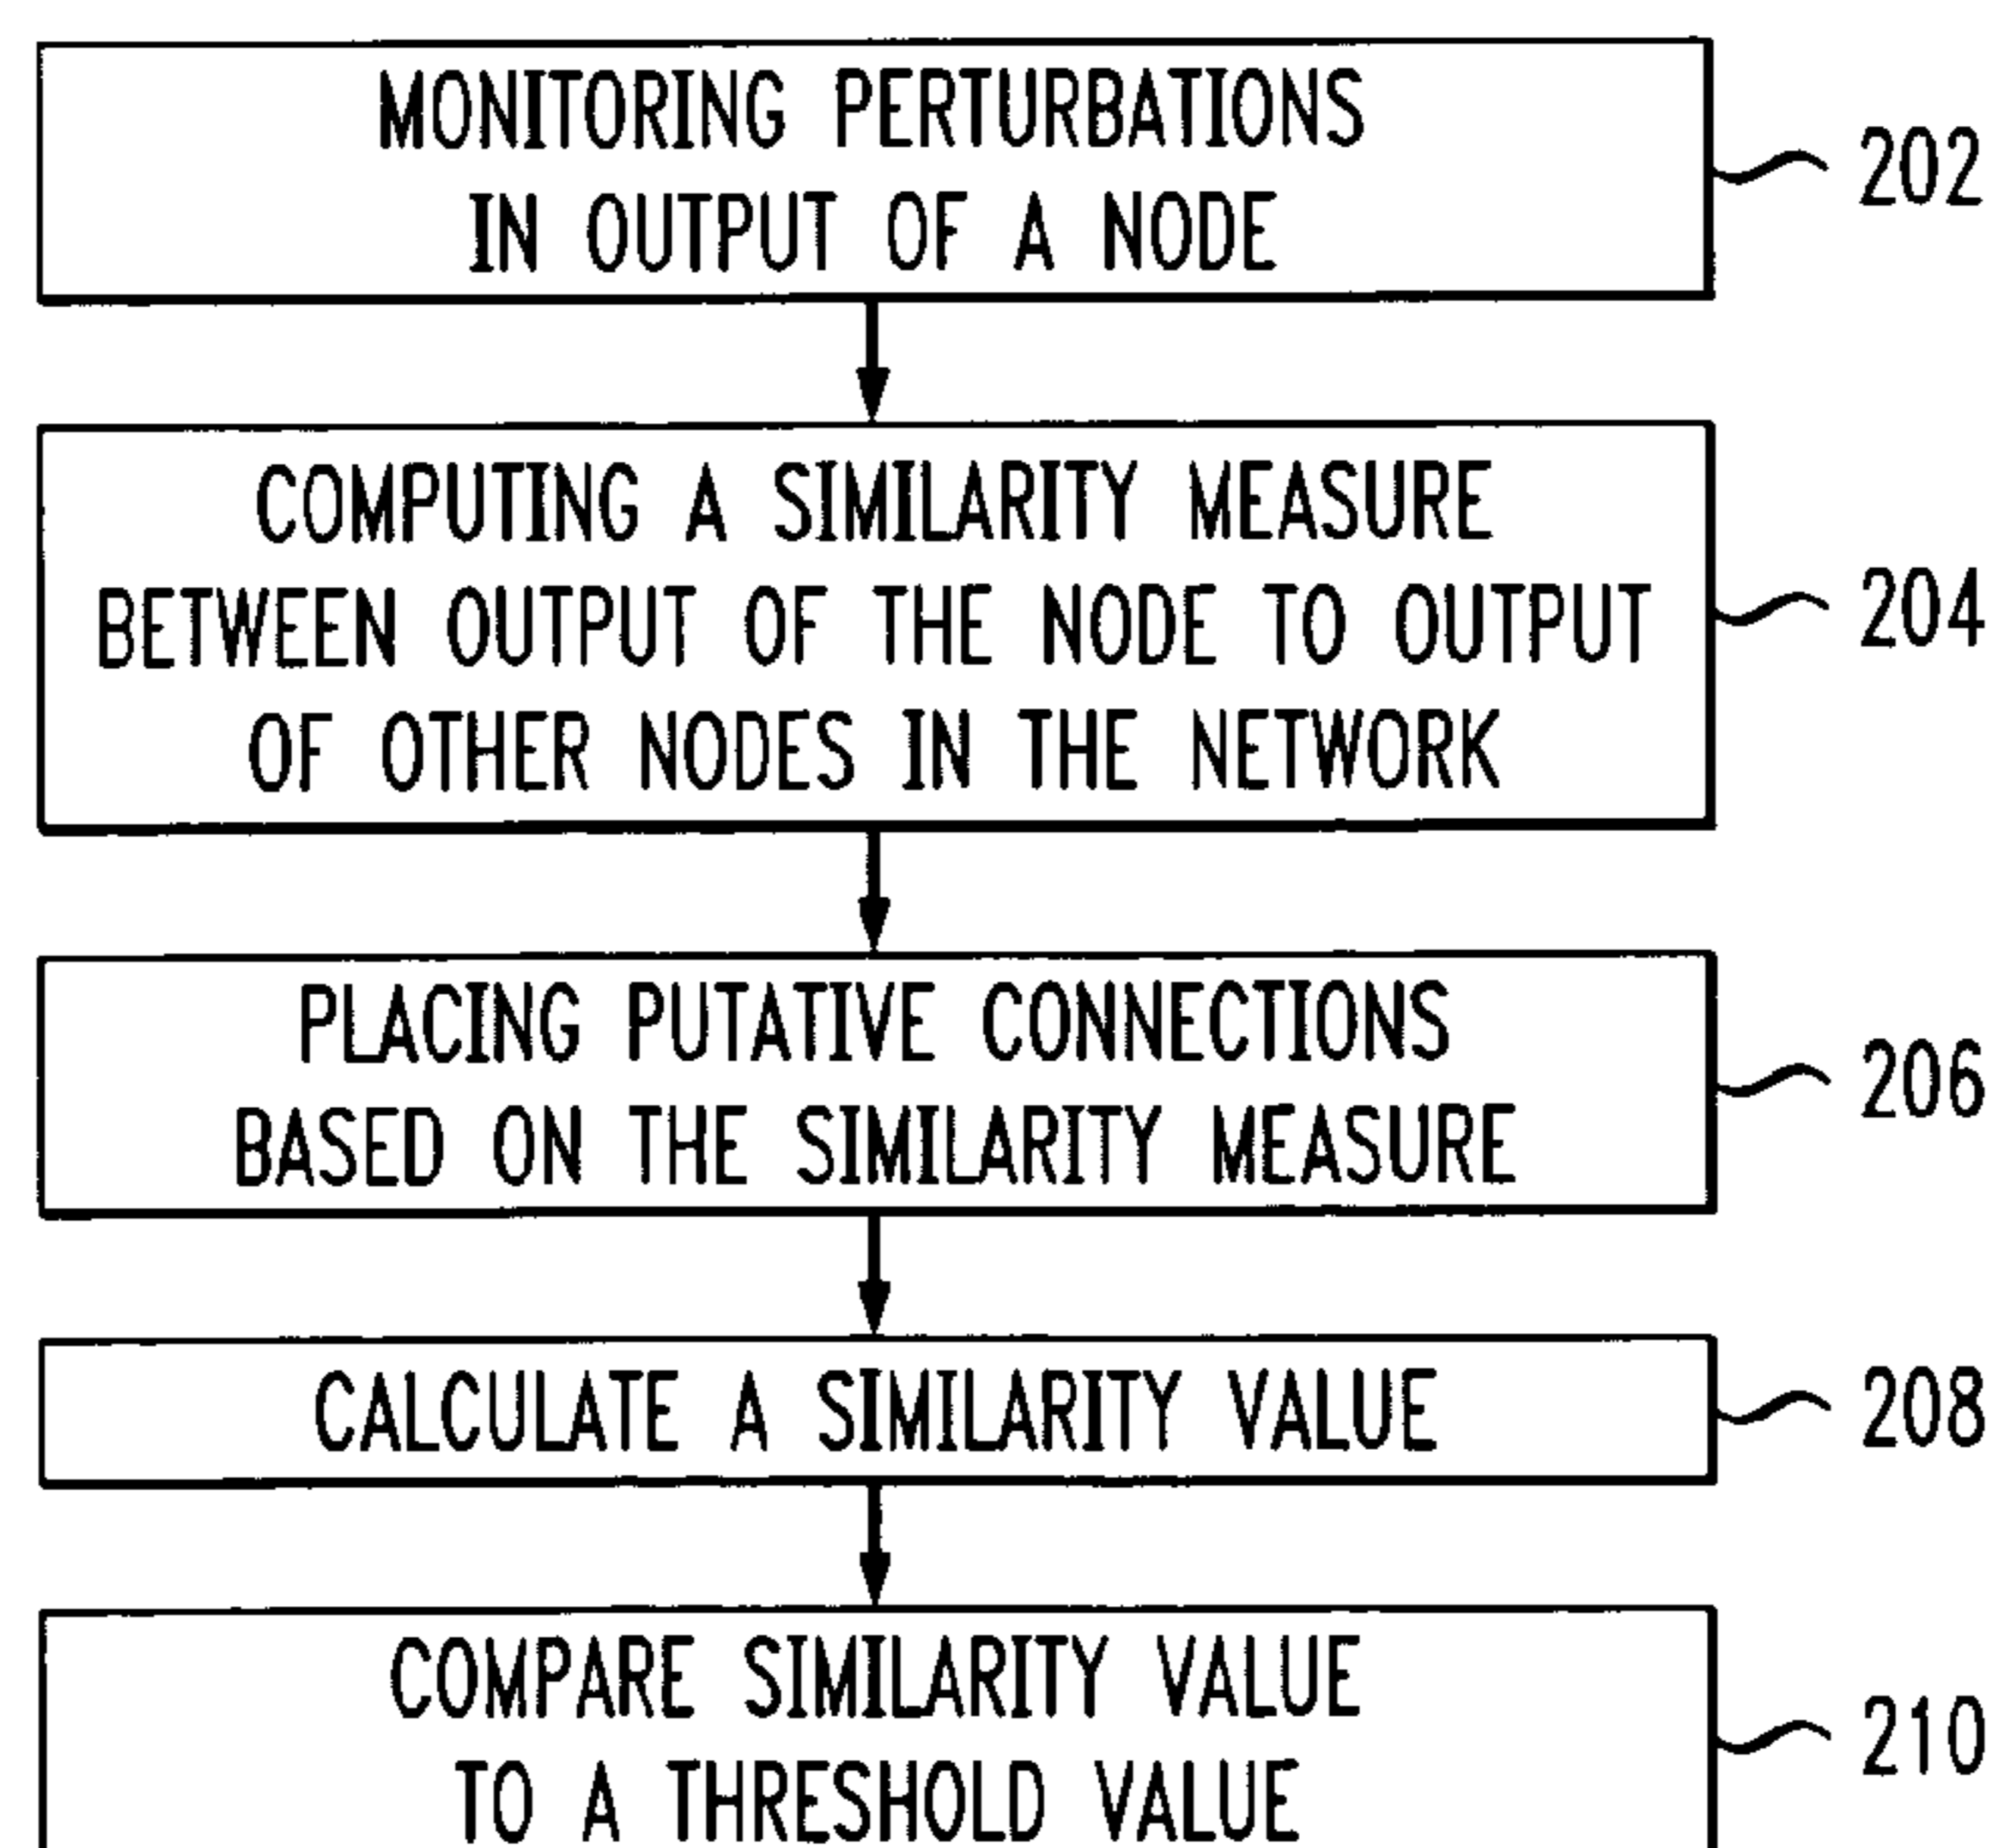 MONITORING PERTURBATIONS
IN OUTPUT OF A NODE
202
COMPUTING A SIMILARITY MEASURE
BETWEEN OUTPUT OF THE NODE TO OUTPUT
OF OTHER NODES IN THE NETWORK
204
PLACING PUTATIVE CONNECTIONS
BASED ON THE SIMILARITY MEASURE
206
CALCULATE A SIMILARITY VALUE
208
COMPARE SIMILARITY VALUE
TO A THRESHOLD VALUE
210